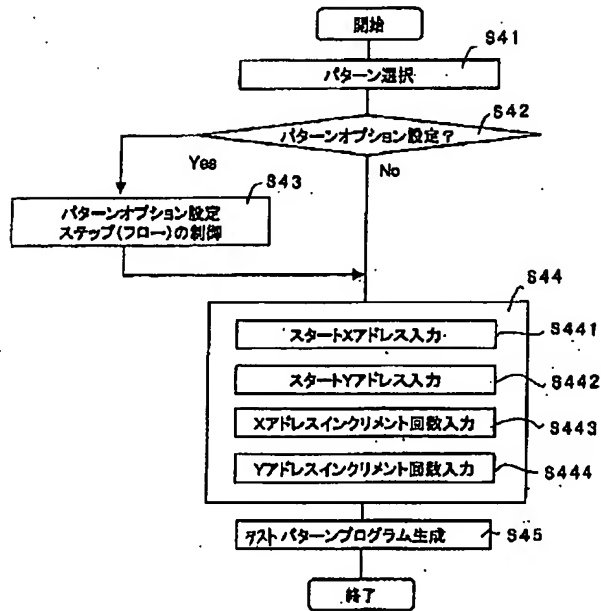 開始
S41
パターン選択
S42
パターンオプション設定?
Yes
No
S43
パターンオプション設定
ステップ(フロー)の制御
S44
スタートXアドレス入力
S441
スタートYアドレス入力
S442
Xアドレスインクリメント回数入力
S443
Yアドレスインクリメント回数入力
S444
テストパターンプログラム生成
S45
終了